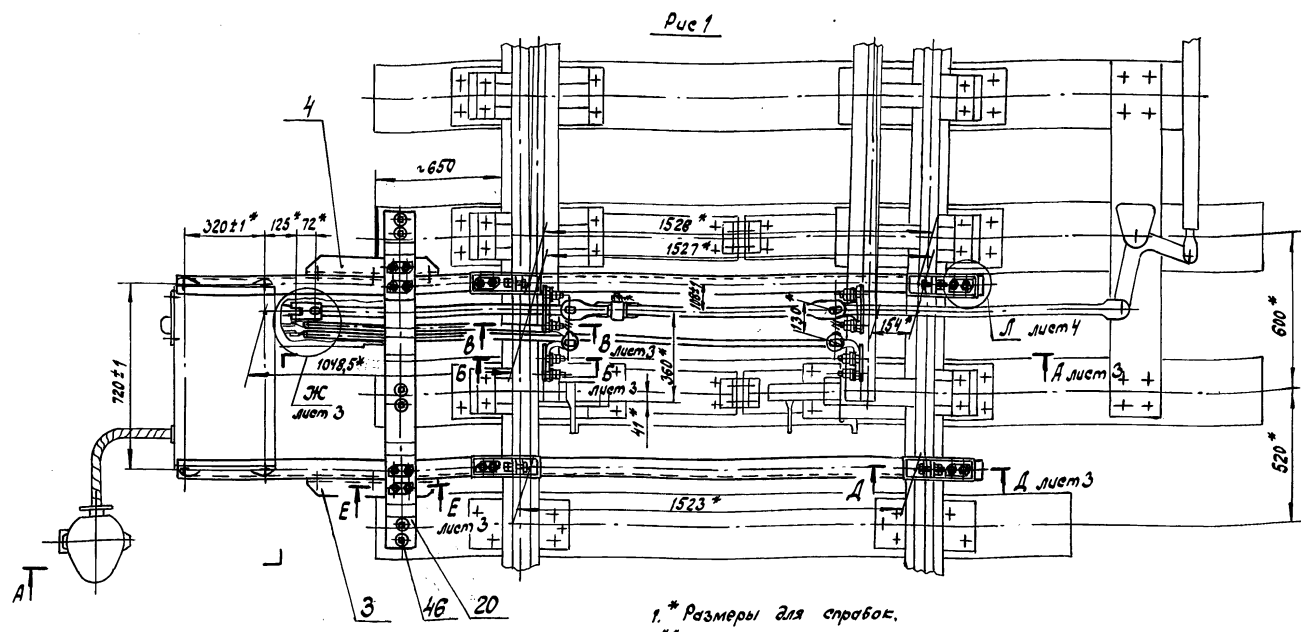 Рис 1
4
~650
320±1*
125*
72*
1528*
1527*
116±1
130*
154*
Л лист 4
600*
720±1
1048,5*
Г
Ж
лист 3
В
В
лист 3
Б
Б
лист 3
360*
41*
А лист 3
520*
Д
Д лист 3
1523*
Е
Е
лист 3
А
3
46
20
1. * Размеры для справок.